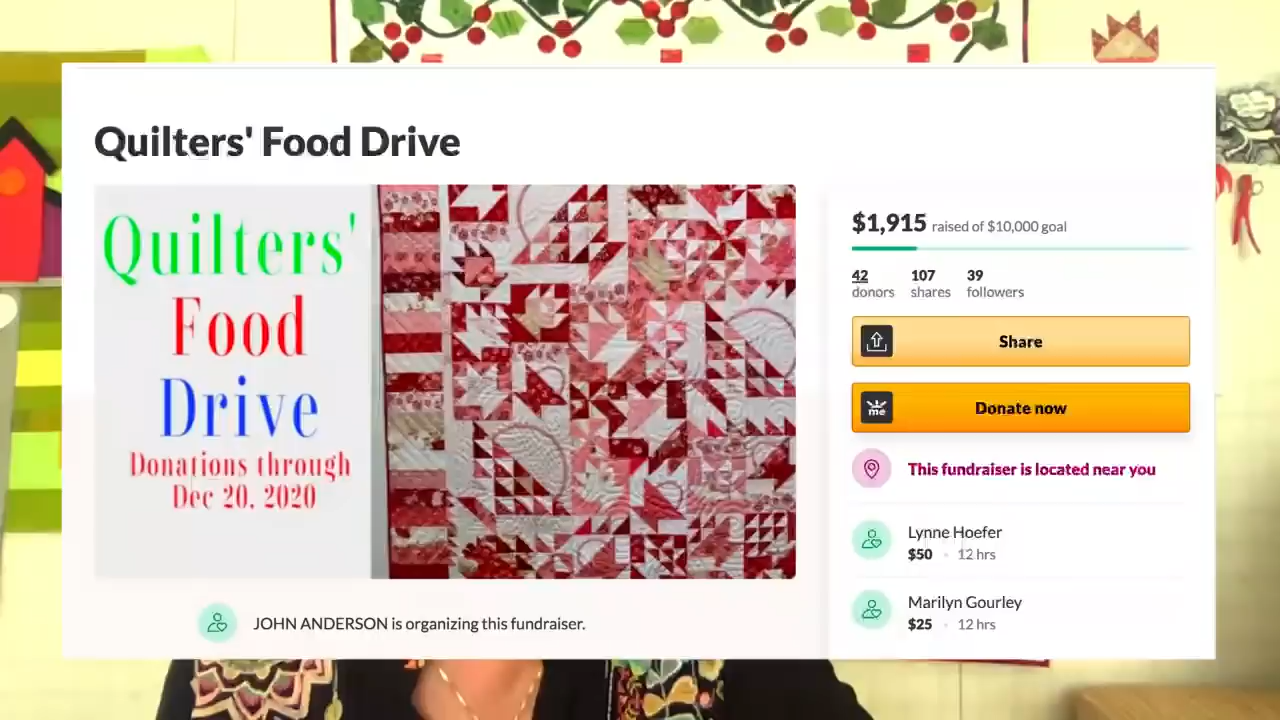 Quilters' Food Drive
Quilters'
Food
Drive
Donations through
Dec 20, 2020
JOHN ANDERSON is organizing this fundraiser.
$1,915 raised of $10,000 goal
42 107 39
donors shares followers
Share
me Donate now
This fundraiser is located near you
Lynne Hoefer
$50 • 12 hrs
Marilyn Gourley
$25 • 12 hrs